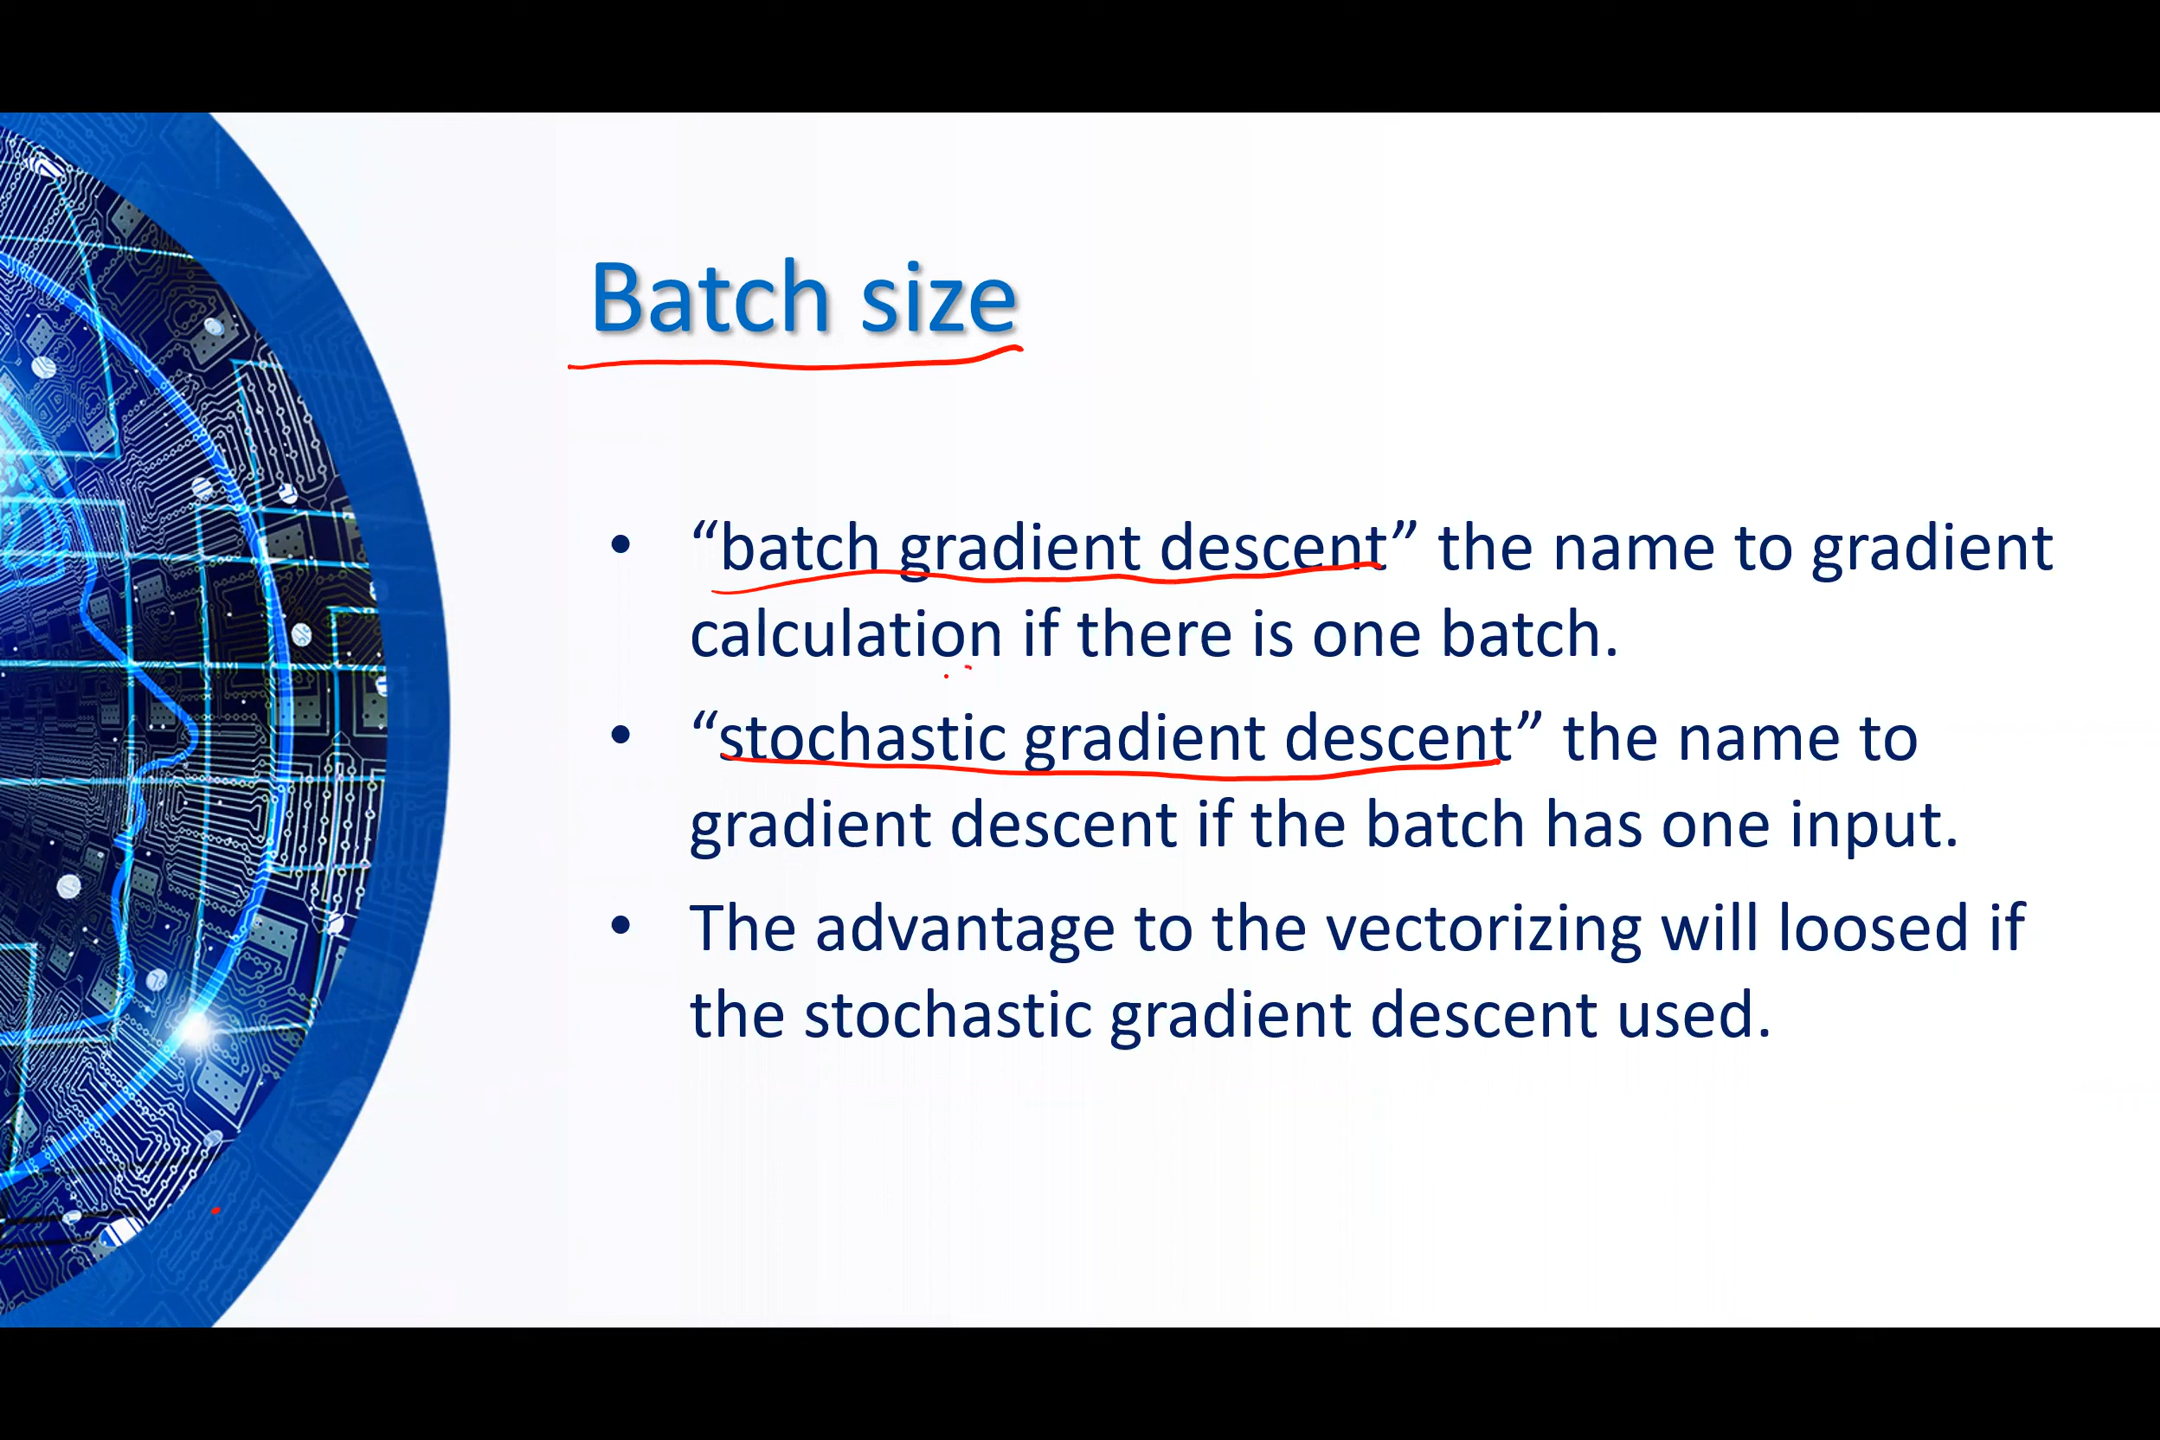 Batch size
• “batch gradient descent” the name to gradient
calculation if there is one batch.
• “stochastic gradient descent” the name to
gradient descent if the batch has one input.
• The advantage to the vectorizing will loosed if
the stochastic gradient descent used.